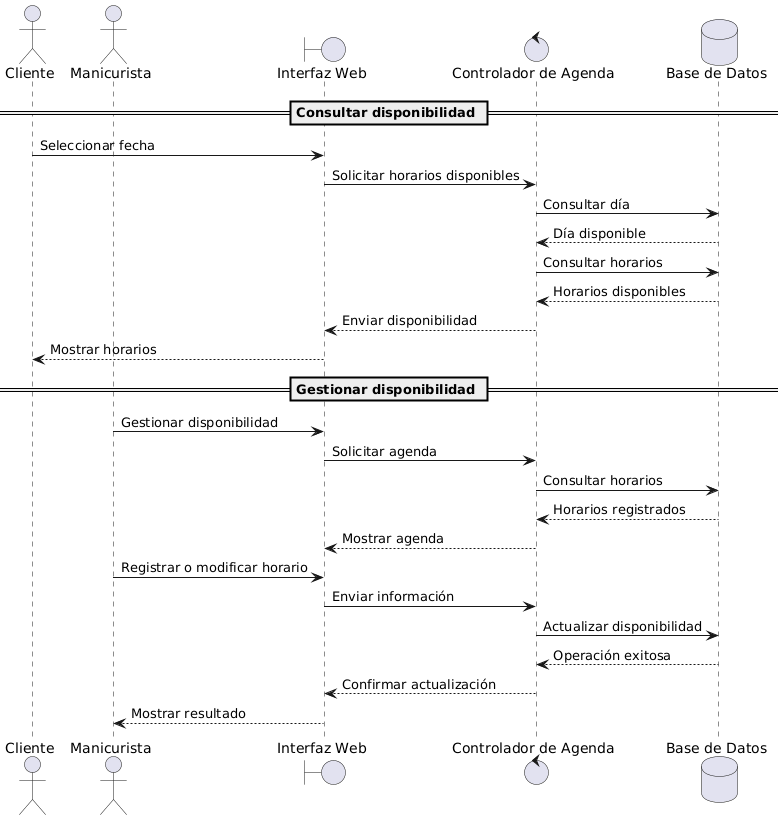 Cliente Manicurista Interfaz Web Controlador de Agenda Base de Datos
Consultar disponibilidad
Seleccionar fecha
Solicitar horarios disponibles
Consultar día
Día disponible
Consultar horarios
Horarios disponibles
Enviar disponibilidad
Mostrar horarios
Gestionar disponibilidad
Gestionar disponibilidad
Solicitar agenda
Consultar horarios
Horarios registrados
Mostrar agenda
Registrar o modificar horario
Enviar información
Actualizar disponibilidad
Operación exitosa
Confirmar actualización
Mostrar resultado
Cliente Manicurista Interfaz Web Controlador de Agenda Base de Datos